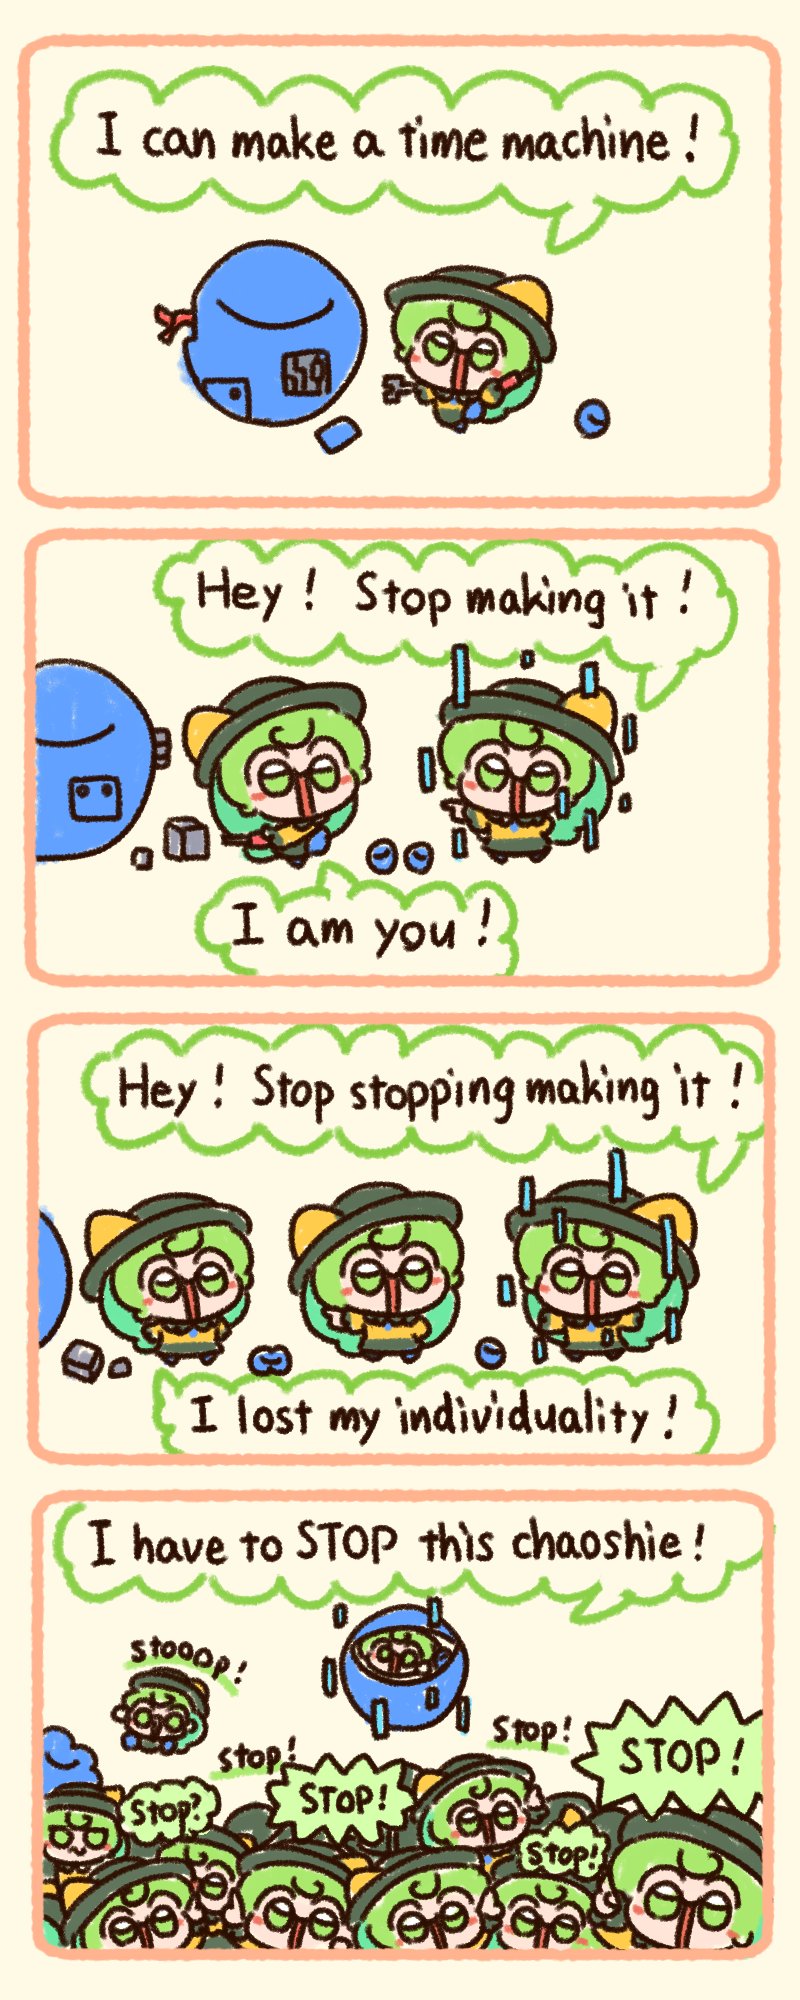 I can make a time machine!
Hey! Stop making it!
I am you!
Hey! Stop stopping making it!
I lost my individuality!
I have to STOP this chaoshie!
stooop!
stop!
Stop!
STOP!
Stop?
STOP!
Stop!